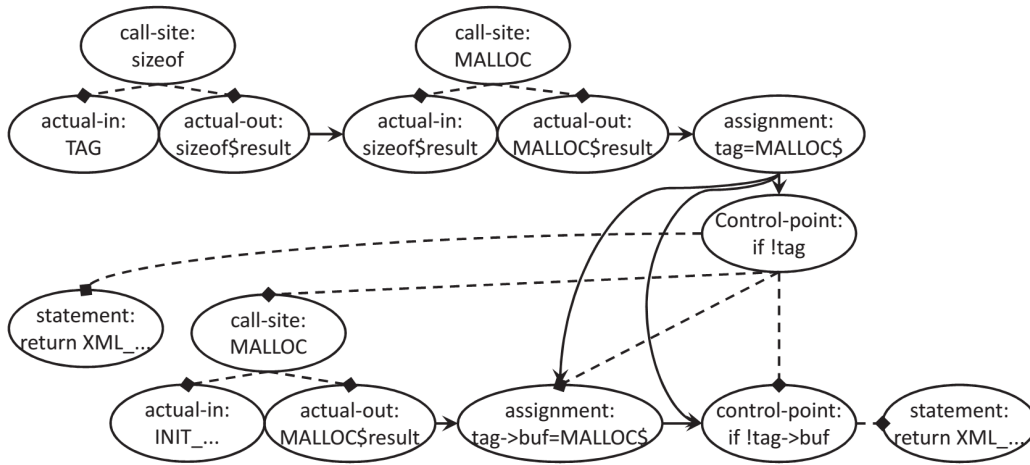 call-site:
sizeof
call-site:
MALLOC
actual-in:
TAG
actual-out:
sizeof$result
actual-in:
sizeof$result
actual-out:
MALLOC$result
assignment:
tag=MALLOC$
Control-point:
if !tag
statement:
return XML_...
call-site:
MALLOC
actual-in:
INIT_...
actual-out:
MALLOC$result
assignment:
tag->buf=MALLOC$
control-point:
if !tag->buf
statement:
return XML_...